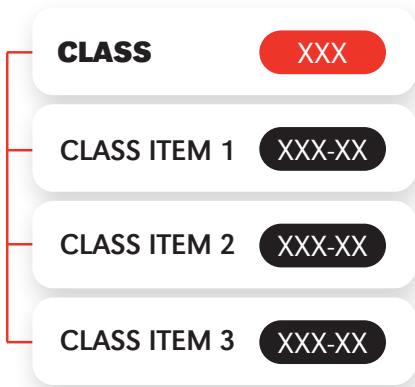 CLASS XXX
CLASS ITEM 1 XXX-XX
CLASS ITEM 2 XXX-XX
CLASS ITEM 3 XXX-XX